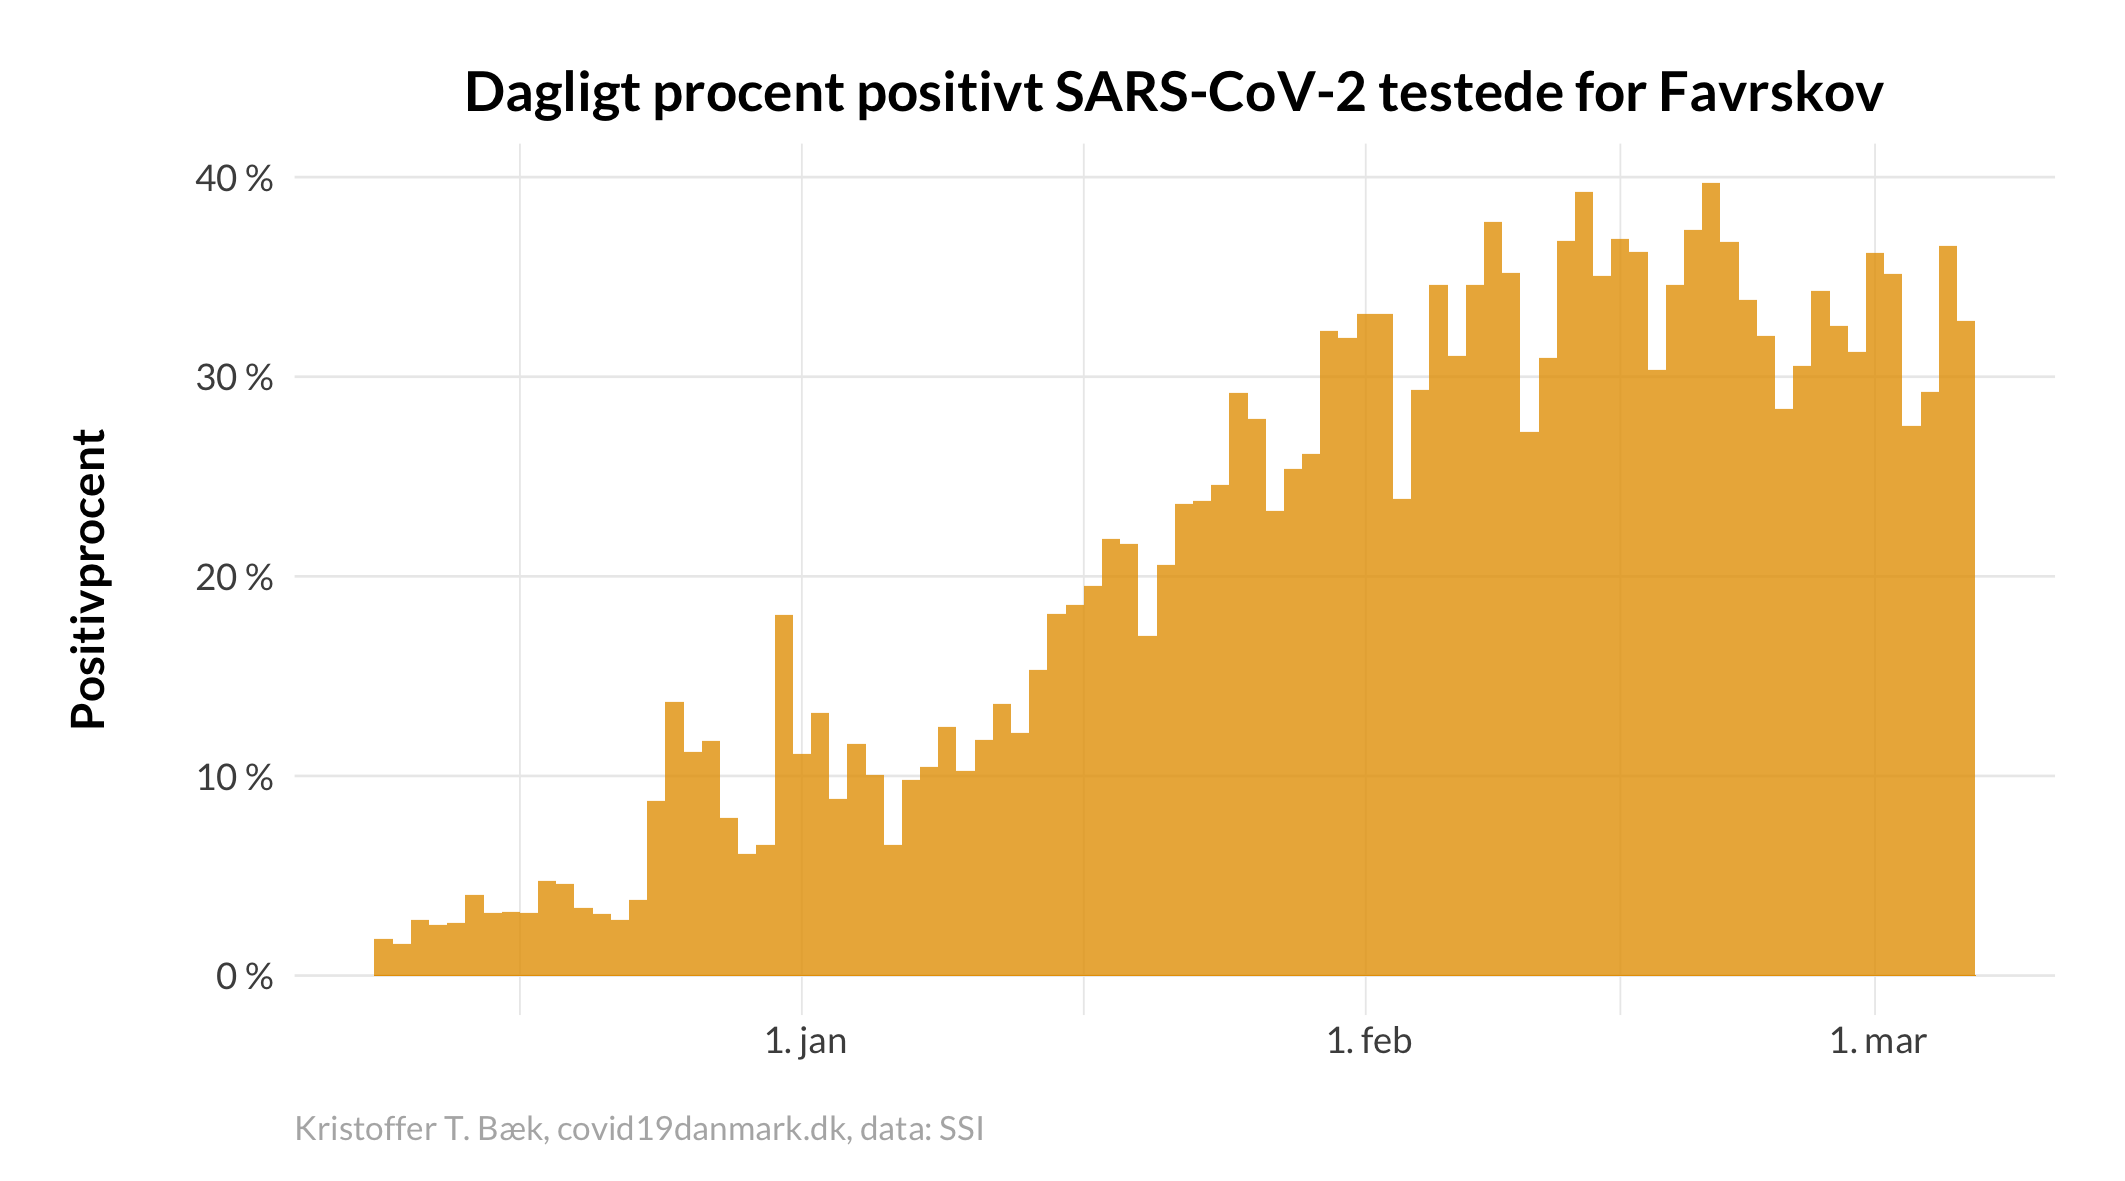 Dagligt procent positivt SARS-CoV-2 testede for Favrskov
Positivprocent
40 %
30 %
20 %
10 %
0 %
1. jan
1. feb
1. mar
Kristoffer T. Bæk, covid19danmark.dk, data: SSI